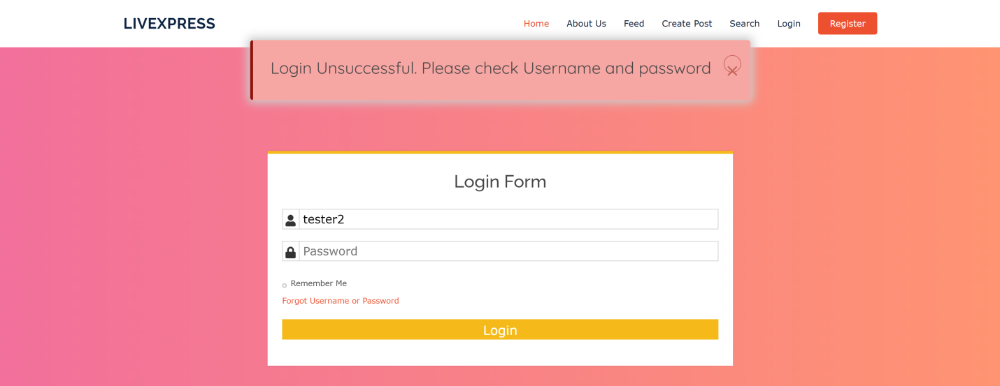 LIVEXPRESS
Home About Us Feed Create Post Search Login Register
Login Unsuccessful. Please check Username and password
Login Form
tester2
Password
Remember Me
Forgot Username or Password
Login